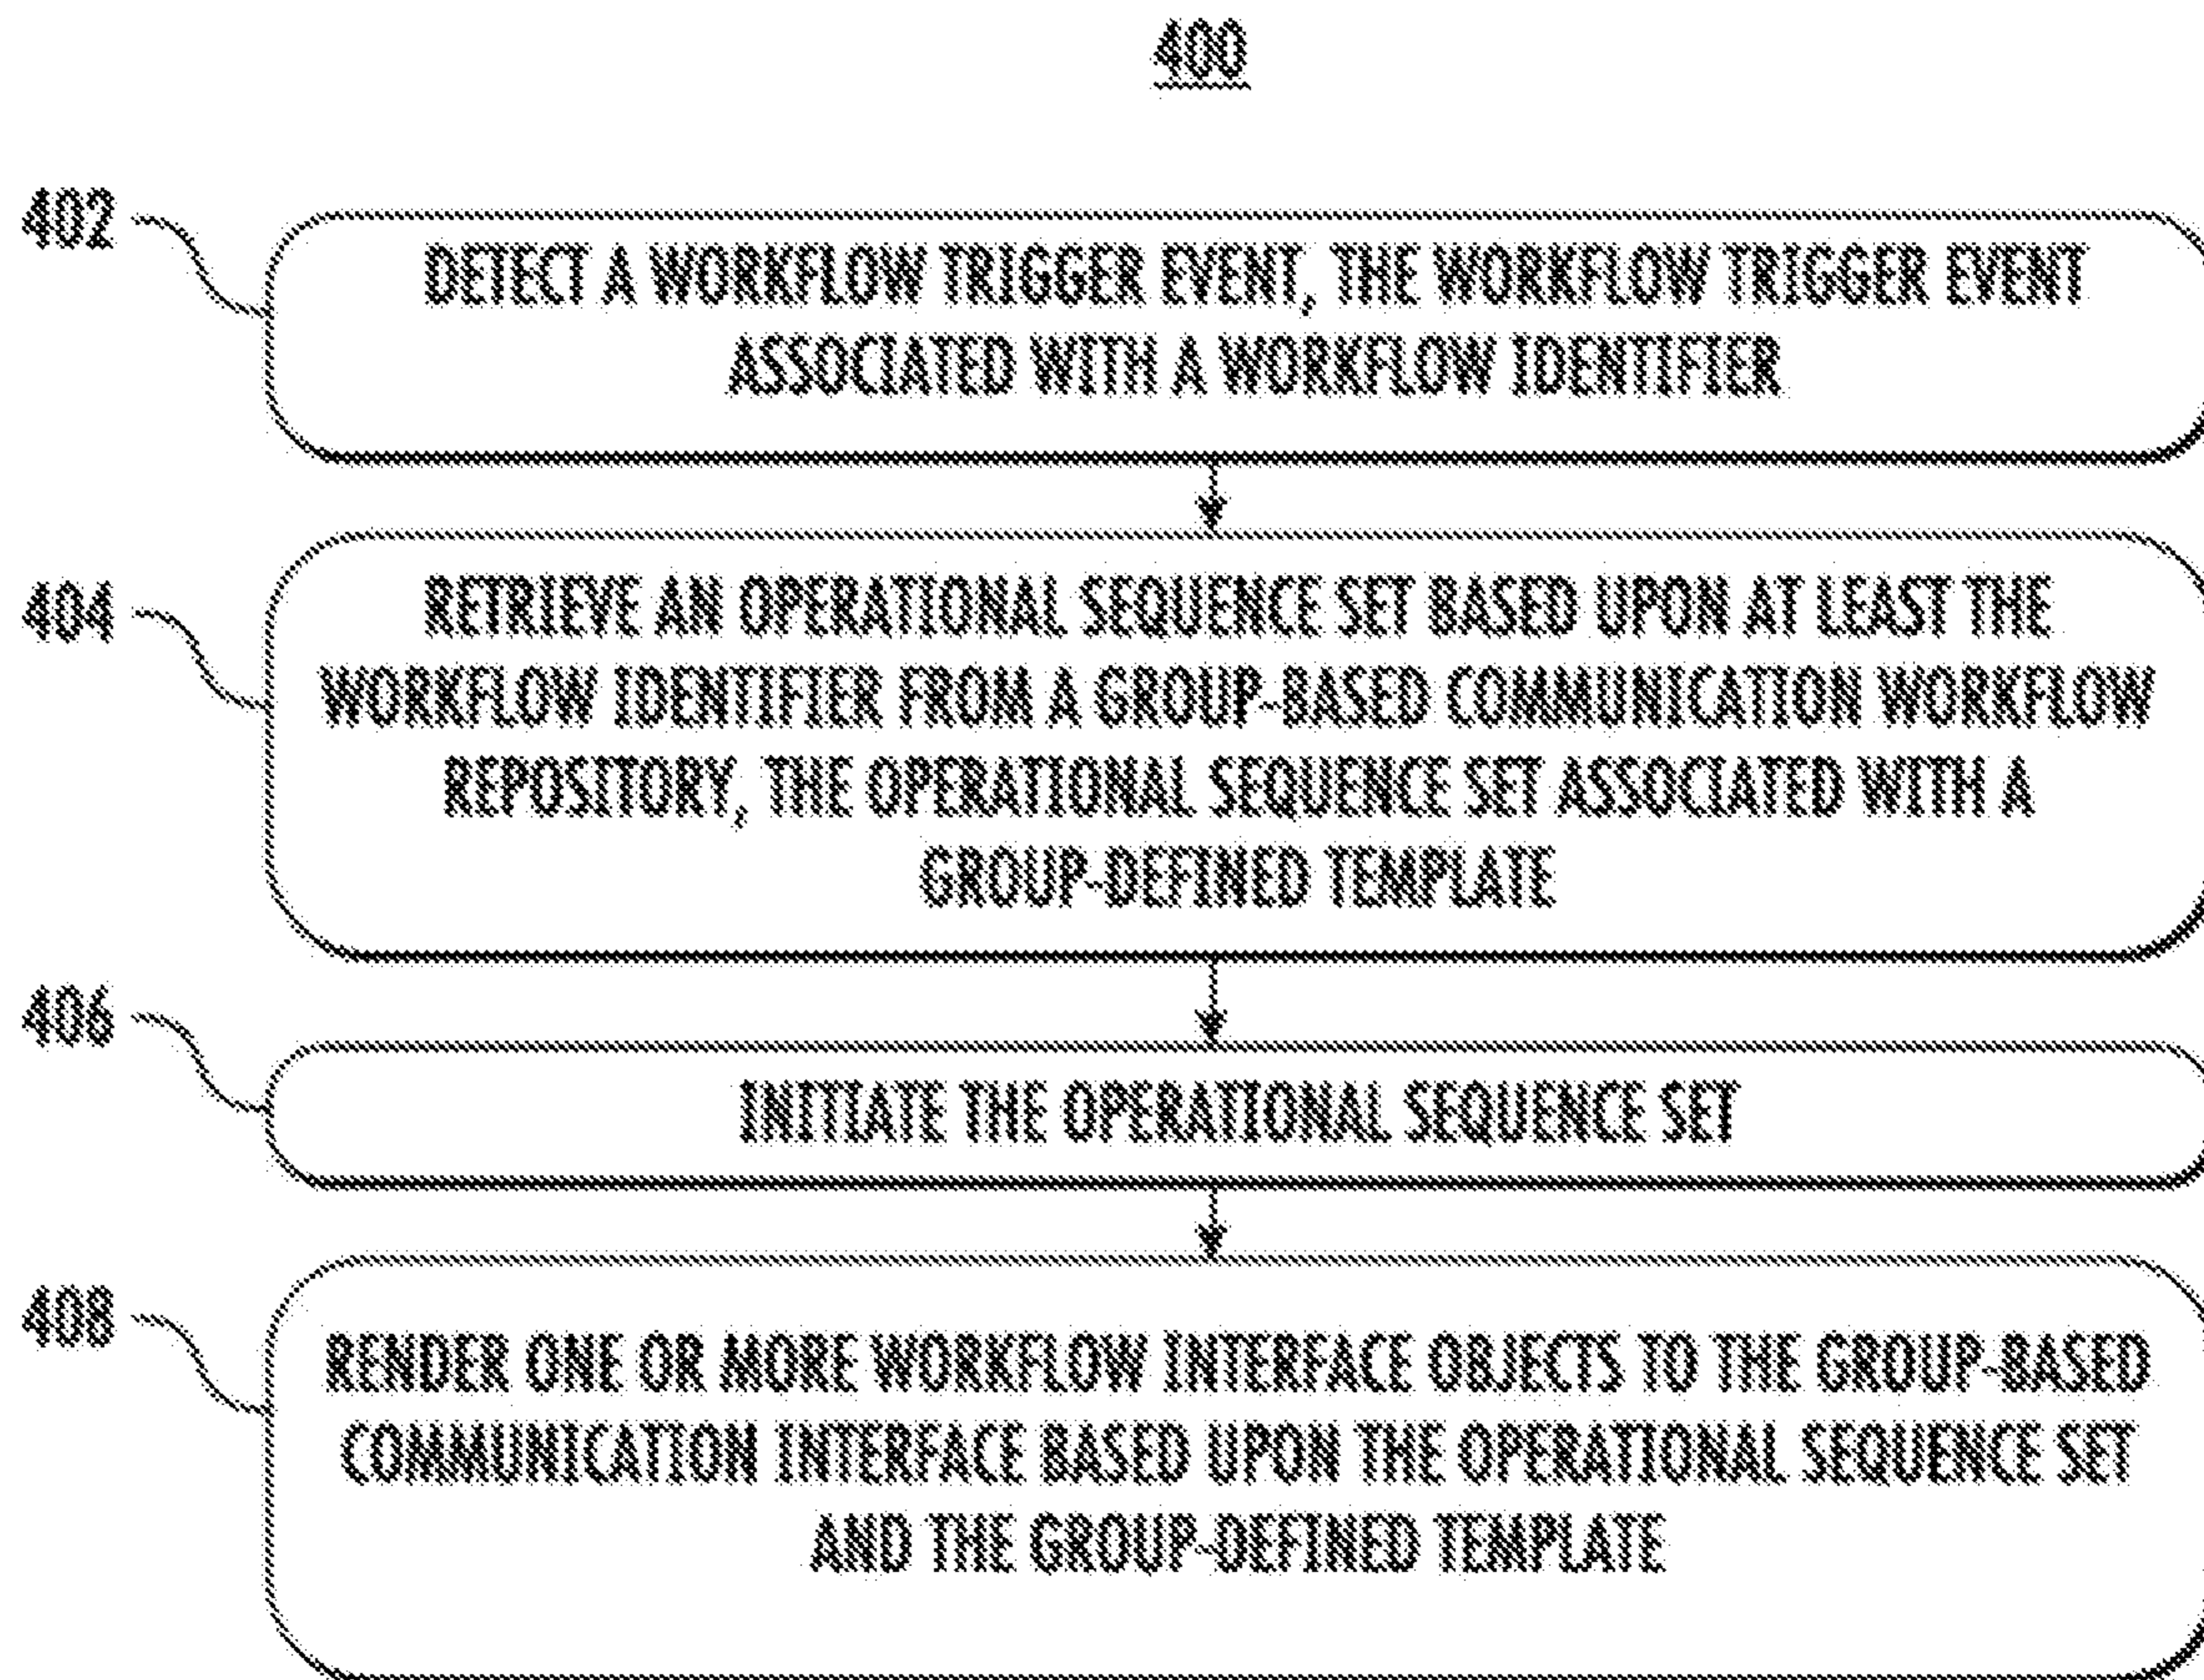 400
402
DETECT A WORKFLOW TRIGGER EVENT, THE WORKFLOW TRIGGER EVENT
ASSOCIATED WITH A WORKFLOW IDENTIFIER
404
RETRIEVE AN OPERATIONAL SEQUENCE SET BASED UPON AT LEAST THE
WORKFLOW IDENTIFIER FROM A GROUP-BASED COMMUNICATION WORKFLOW
REPOSITORY, THE OPERATIONAL SEQUENCE SET ASSOCIATED WITH A
GROUP-DEFINED TEMPLATE
406
INITIATE THE OPERATIONAL SEQUENCE SET
408
RENDER ONE OR MORE WORKFLOW INTERFACE OBJECTS TO THE GROUP-BASED
COMMUNICATION INTERFACE BASED UPON THE OPERATIONAL SEQUENCE SET
AND THE GROUP-DEFINED TEMPLATE